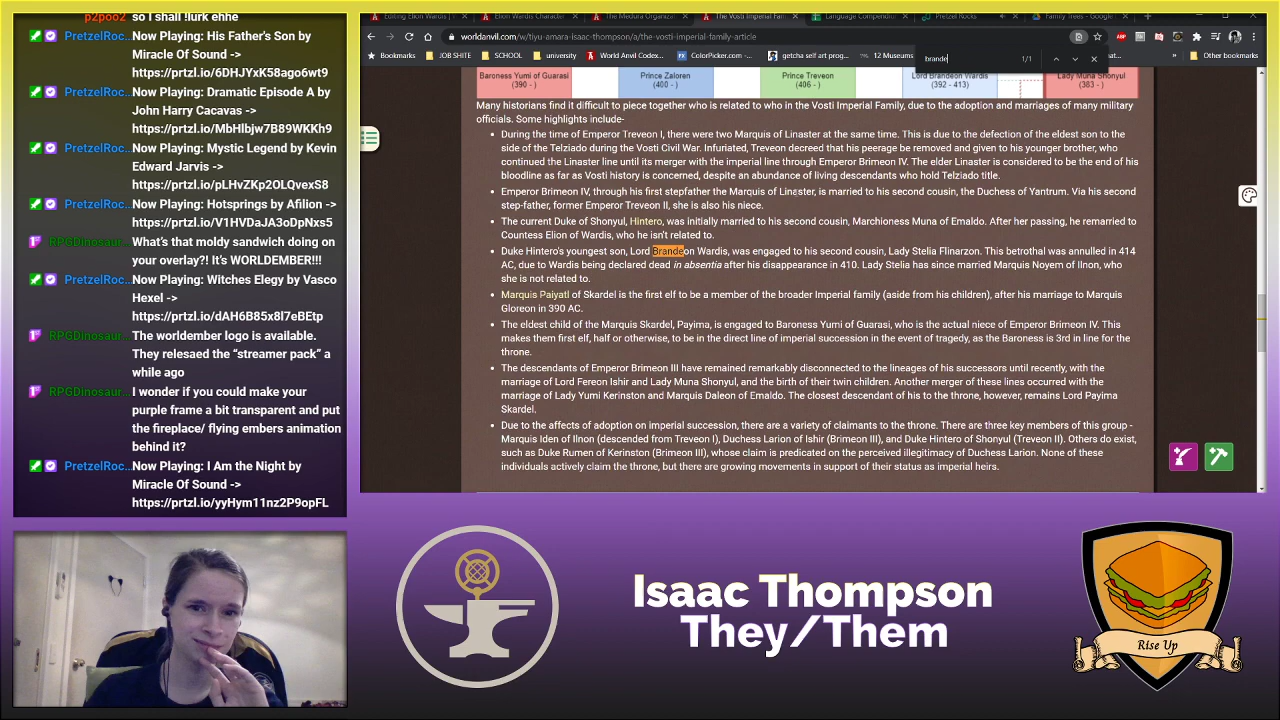 p2poo2 so I shall !lurk ehhe
PretzelRoc... Now Playing: His Father's Son by
Miracle Of Sound ->
https://prtzl.io/6DHJYxK58ago6wt9
PretzelRoc... Now Playing: Dramatic Episode A by
John Harry Cacavas ->
https://prtzl.io/MbHlbjw7B89WKKh9
PretzelRoc... Now Playing: Mystic Legend by Kevin
Edward Jarvis ->
https://prtzl.io/pLHvZKp2OLQvexS8
PretzelRoc... Now Playing: Hotsprings by Afilion ->
https://prtzl.io/V1HVDaJA3oDpNxs5
RPGDinosaur... What's that moldy sandwich doing on
your overlay?! It's WORLDEMBER!!!
PretzelRoc... Now Playing: Witches Elegy by Vasco
Hexel ->
https://prtzl.io/dAH6B85x8l7eBEtp
RPGDinosaur... The worldember logo is available.
They relesaed the "streamer pack" a
while ago
RPGDinosaur... I wonder if you could make your
purple frame a bit transparent and put
the fireplace/ flying embers animation
behind it?
PretzelRoc... Now Playing: I Am the Night by
Miracle Of Sound ->
https://prtzl.io/yyHym11nz2P9opFL
Editing Elion Wardis |
Elion Wardis Character
The Medura Organiza
The Vosti Imperial Fam
Language Compendiu
Pretzel Rocks
Family Trees - Google
worldanvil.com/w/tiyu-amara-isaac-thompson/a/the-vosti-imperial-family-article
Bookmarks JOB SHITE SCHOOL university World Anvil Codex... ColorPicker.com -... getcha self art prog... 12 Museums Other bookmarks
brande 1/1
Baroness Yumi of Guarasi
(390 - )
Prince Zaloren
(400 - )
Prince Treveon
(406 - )
Lord Brandeon Wardis
(392 - 413)
Lady Muna Shonyul
(383 - )
Many historians find it difficult to piece together who is related to who in the Vosti Imperial Family, due to the adoption and marriages of many military
officials. Some highlights include-
During the time of Emperor Treveon I, there were two Marquis of Linaster at the same time. This is due to the defection of the eldest son to the
side of the Telziado during the Vosti Civil War. Infuriated, Treveon decreed that his peerage be removed and given to his younger brother, who
continued the Linaster line until its merger with the imperial line through Emperor Brimeon IV. The elder Linaster is considered to be the end of his
bloodline as far as Vosti history is concerned, despite an abundance of living descendants who hold Telziado title.
Emperor Brimeon IV, through his first stepfather the Marquis of Linaster, is married to his second cousin, the Duchess of Yantrum. Via his second
step-father, former Emperor Treveon II, she is also his niece.
The current Duke of Shonyul, Hintero, was initially married to his second cousin, Marchioness Muna of Emaldo. After her passing, he remarried to
Countess Elion of Wardis, who he isn't related to.
Duke Hintero's youngest son, Lord Brandeon Wardis, was engaged to his second cousin, Lady Stelia Flinarzon. This betrothal was annulled in 414
AC, due to Wardis being declared dead in absentia after his disappearance in 410. Lady Stelia has since married Marquis Noyem of Ilnon, who
she is not related to.
Marquis Paiyatl of Skardel is the first elf to be a member of the broader Imperial family (aside from his children), after his marriage to Marquis
Gloreon in 390 AC.
The eldest child of the Marquis Skardel, Payima, is engaged to Baroness Yumi of Guarasi, who is the actual niece of Emperor Brimeon IV. This
makes them first elf, half or otherwise, to be in the direct line of imperial succession in the event of tragedy, as the Baroness is 3rd in line for the
throne.
The descendants of Emperor Brimeon III have remained remarkably disconnected to the lineages of his successors until recently, with the
marriage of Lord Fereon Ishir and Lady Muna Shonyul, and the birth of their twin children. Another merger of these lines occurred with the
marriage of Lady Yumi Kerinston and Marquis Daleon of Emaldo. The closest descendant of his to the throne, however, remains Lord Payima
Skardel.
Due to the affects of adoption on imperial succession, there are a variety of claimants to the throne. There are three key members of this group -
Marquis Iden of Ilnon (descended from Treveon I), Duchess Larion of Ishir (Brimeon III), and Duke Hintero of Shonyul (Treveon II). Others do exist,
such as Duke Rumen of Kerinston (Brimeon III), whose claim is predicated on the perceived illegitimacy of Duchess Larion. None of these
individuals actively claim the throne, but there are growing movements in support of their status as imperial heirs.
Isaac Thompson
They/Them
Rise Up